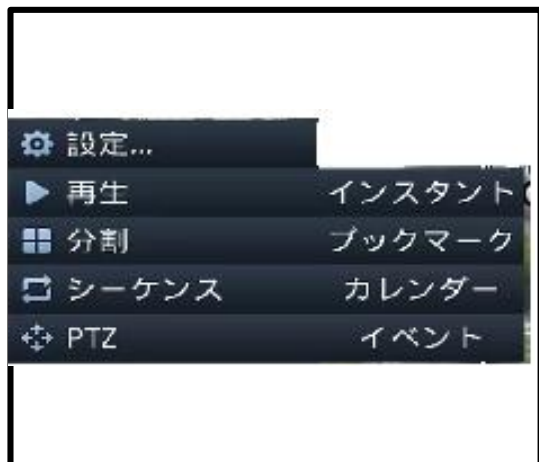 設定...
再生 インスタント
分割 ブックマーク
シーケンス カレンダー
PTZ イベント